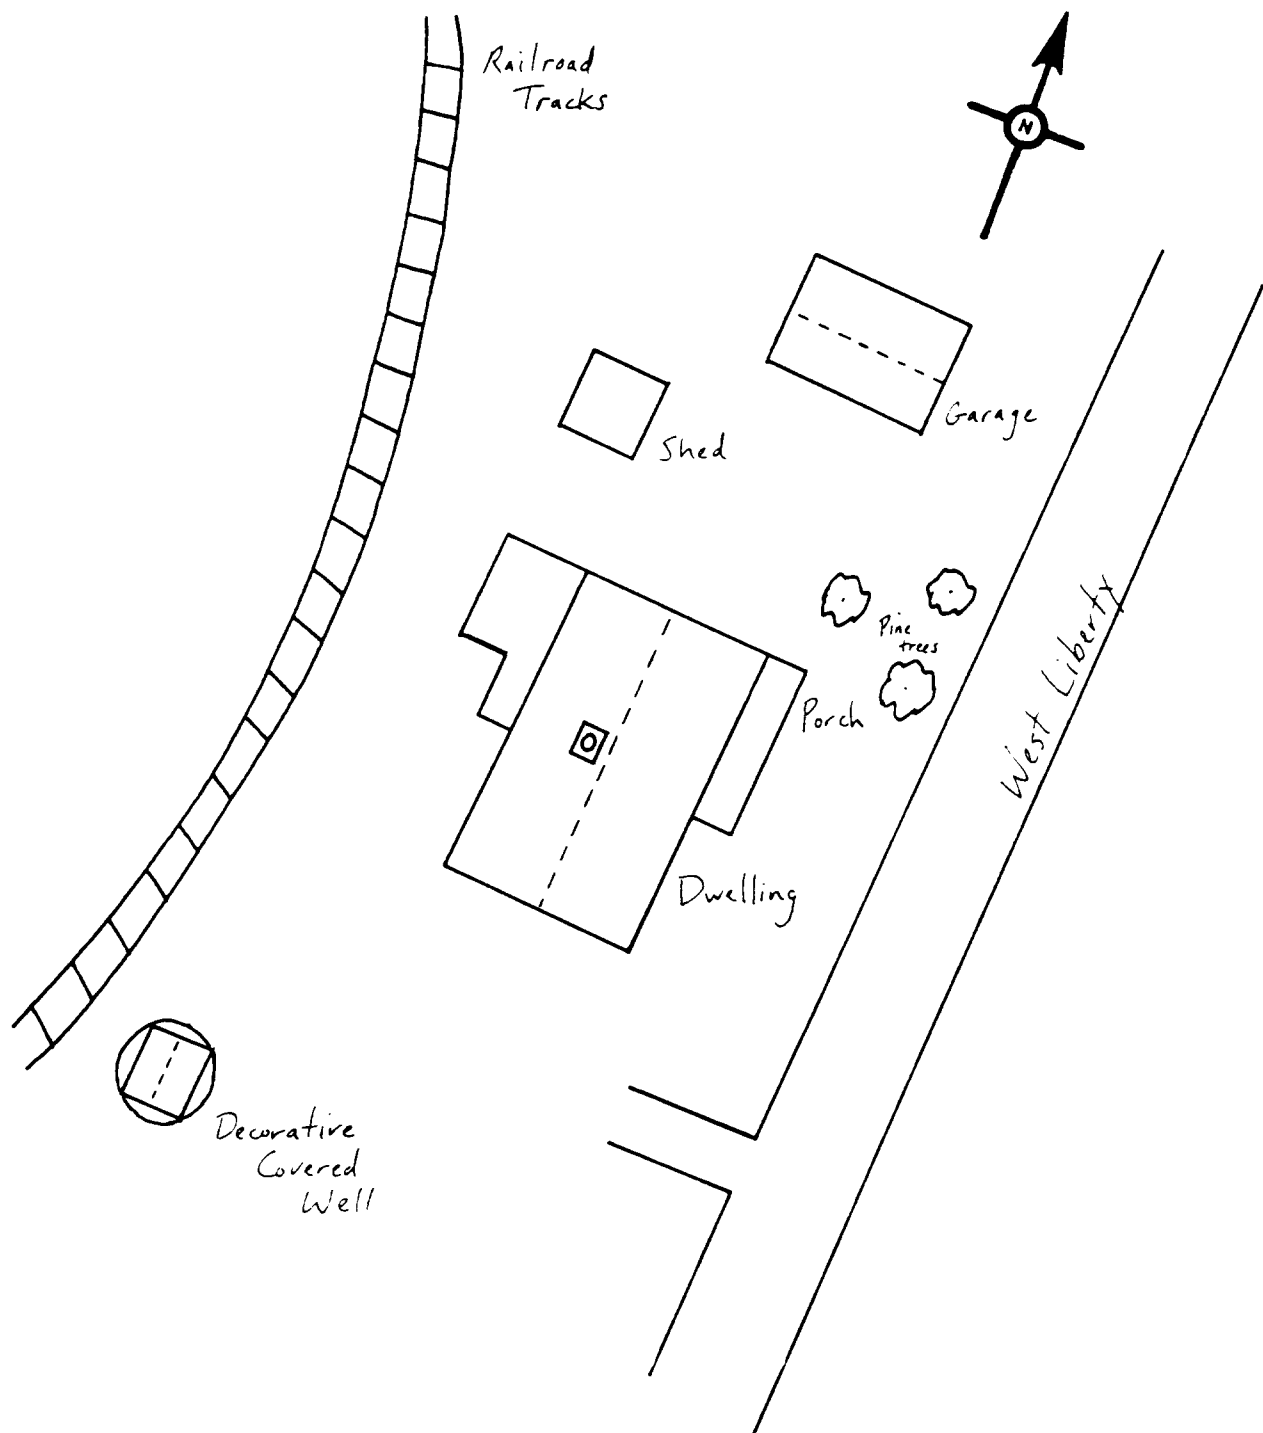 Railroad
Tracks
N
Garage
Shed
Pine
trees
Porch
West Liberty
Dwelling
Decorative
Covered
Well